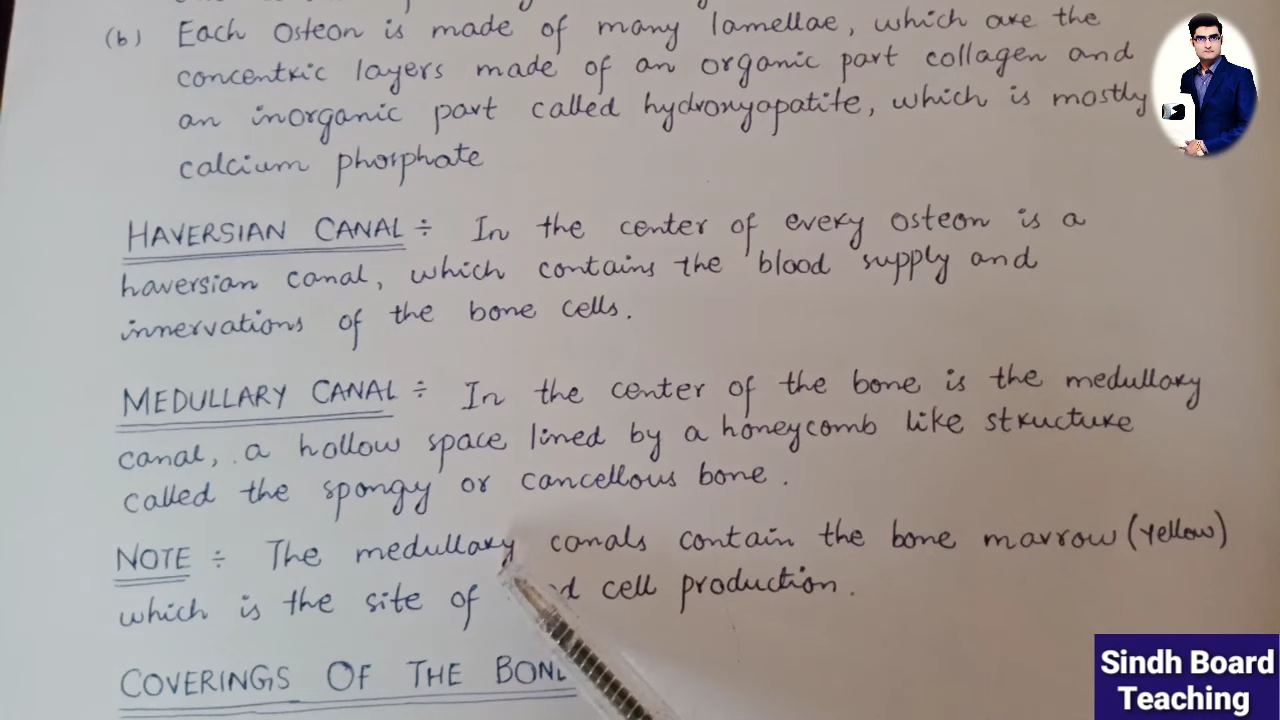 (b) Each Osteon is made of many lamellae, which are the
concentric layers made of an organic part collagen and
an inorganic part called hydroxyapatite, which is mostly
calcium phosphate
HAVERSIAN CANAL ÷ In the center of every osteon is a
haversian canal, which contains the blood supply and
innervations of the bone cells.
MEDULLARY CANAL ÷ In the center of the bone is the medullary
canal, a hollow space lined by a honeycomb like structure
called the spongy or cancellous bone.
NOTE ÷ The medullary canals contain the bone marrow (Yellow)
which is the site of cell production.
COVERINGS OF THE BONE
Sindh Board
Teaching